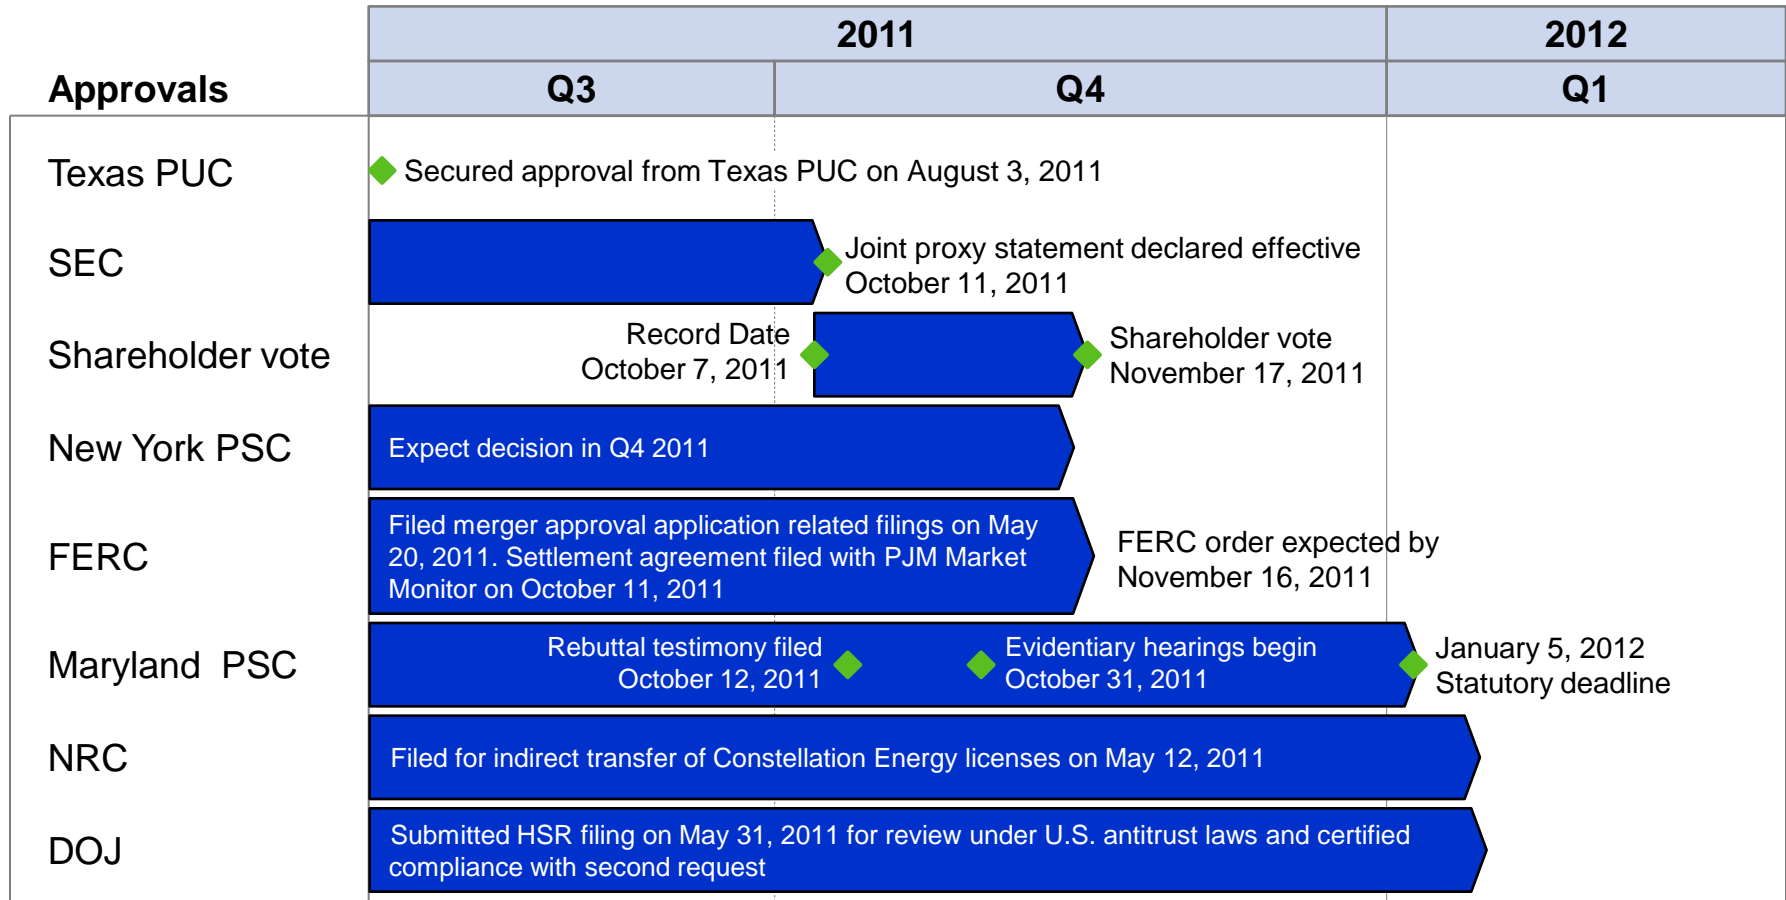 2011
2012
Approvals
Q3
Q4
Q1
Texas PUC
Secured approval from Texas PUC on August 3, 2011
SEC
Joint proxy statement declared effective
October 11, 2011
Shareholder vote
Record Date
October 7, 2011
Shareholder vote
November 17, 2011
New York PSC
Expect decision in Q4 2011
FERC
Filed merger approval application related filings on May
20, 2011. Settlement agreement filed with PJM Market
Monitor on October 11, 2011
FERC order expected by
November 16, 2011
Maryland PSC
Rebuttal testimony filed
October 12, 2011
Evidentiary hearings begin
October 31, 2011
January 5, 2012
Statutory deadline
NRC
Filed for indirect transfer of Constellation Energy licenses on May 12, 2011
DOJ
Submitted HSR filing on May 31, 2011 for review under U.S. antitrust laws and certified
compliance with second request